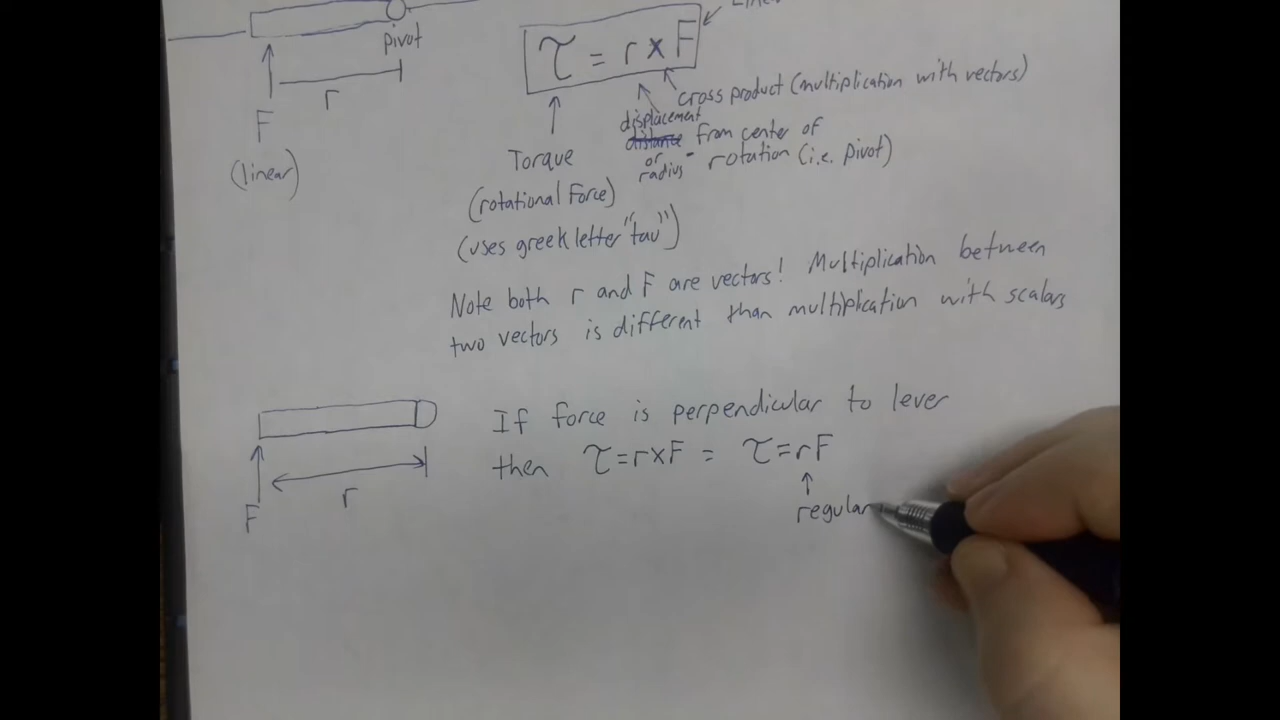 pivot
τ = r x F
r
F
(linear)
cross product (multiplication with vectors)
displacement
distance from center of
or
radius - rotation (i.e. pivot)
Torque
(rotational force)
(uses greek letter "tau")
Note both r and F are vectors! Multiplication between
two vectors is different than multiplication with scalars
If force is perpendicular to lever
then τ=rxF = τ=rF
r
F
regular